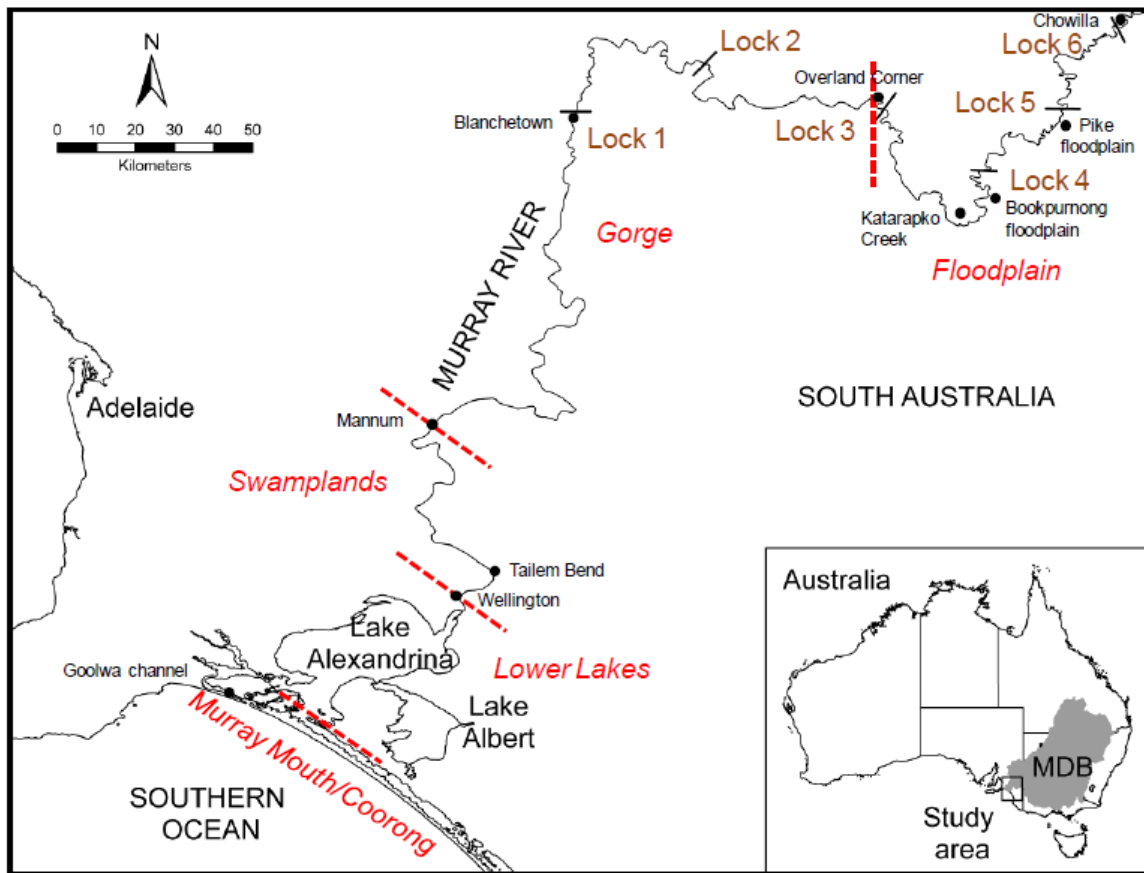 N
0 10 20 30 40 50
Kilometers
Chowilla
Lock 6
Lock 2
Overland Corner
Lock 5
Blanchetown
Lock 1
Lock 3
Pike
floodplain
Lock 4
Katarapko
Creek
Bookpurnong
floodplain
Gorge
Floodplain
MURRAY RIVER
Adelaide
SOUTH AUSTRALIA
Mannum
Swamplands
Tailem Bend
Wellington
Lake
Alexandrina
Lower Lakes
Goolwa channel
Lake
Albert
Murray Mouth/Coorong
SOUTHERN
OCEAN
Australia
MDB
Study
area